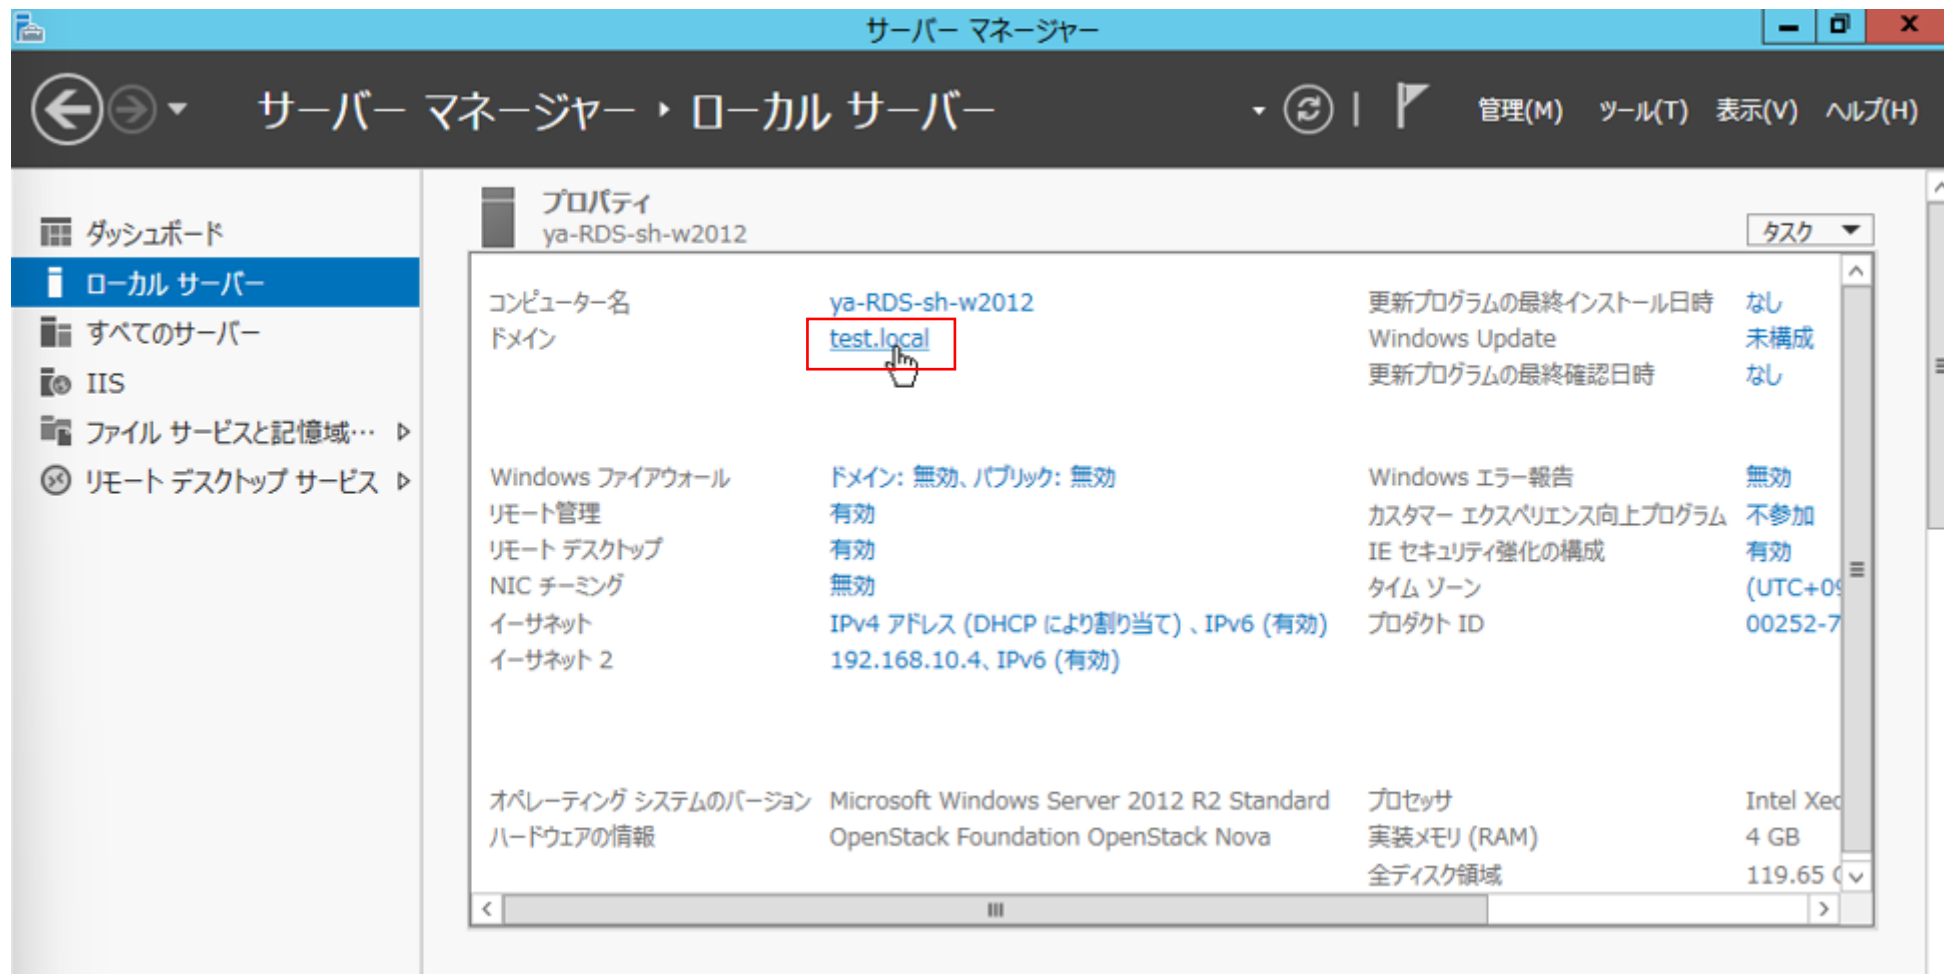 サーバー マネージャー
サーバー マネージャー ・ ローカル サーバー
管理(M) ツール(T) 表示(V) ヘルプ(H)
ダッシュボード
ローカル サーバー
すべてのサーバー
IIS
ファイル サービスと記憶域…
リモート デスクトップ サービス
プロパティ
ya-RDS-sh-w2012
タスク
コンピューター名 ya-RDS-sh-w2012 更新プログラムの最終インストール日時 なし
ドメイン test.local Windows Update 未構成
更新プログラムの最終確認日時 なし
Windows ファイアウォール ドメイン: 無効、パブリック: 無効 Windows エラー報告 無効
リモート管理 有効 カスタマー エクスペリエンス向上プログラム 不参加
リモート デスクトップ 有効 IE セキュリティ強化の構成 有効
NIC チーミング 無効 タイム ゾーン (UTC+09
イーサネット IPv4 アドレス (DHCP により割り当て) 、IPv6 (有効) プロダクト ID 00252-7
イーサネット 2 192.168.10.4、IPv6 (有効)
オペレーティング システムのバージョン Microsoft Windows Server 2012 R2 Standard プロセッサ Intel Xeo
ハードウェアの情報 OpenStack Foundation OpenStack Nova 実装メモリ (RAM) 4 GB
全ディスク領域 119.65